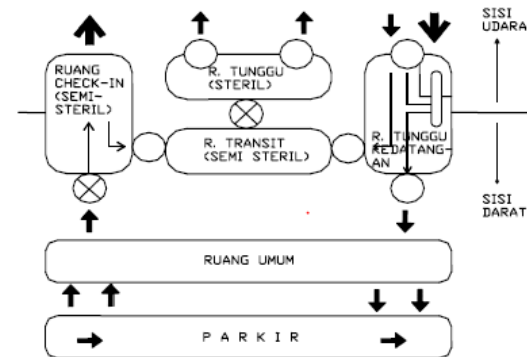 SISI
UDARA
RUANG
CHECK-IN
(SEMI-
STERIL)
R. TUNGGU
(STERIL)
R. TRANSIT
(SEMI STERIL)
R. TUNGGU
KEDATANG-
AN
SISI
DARAT
RUANG UMUM
PARKIR